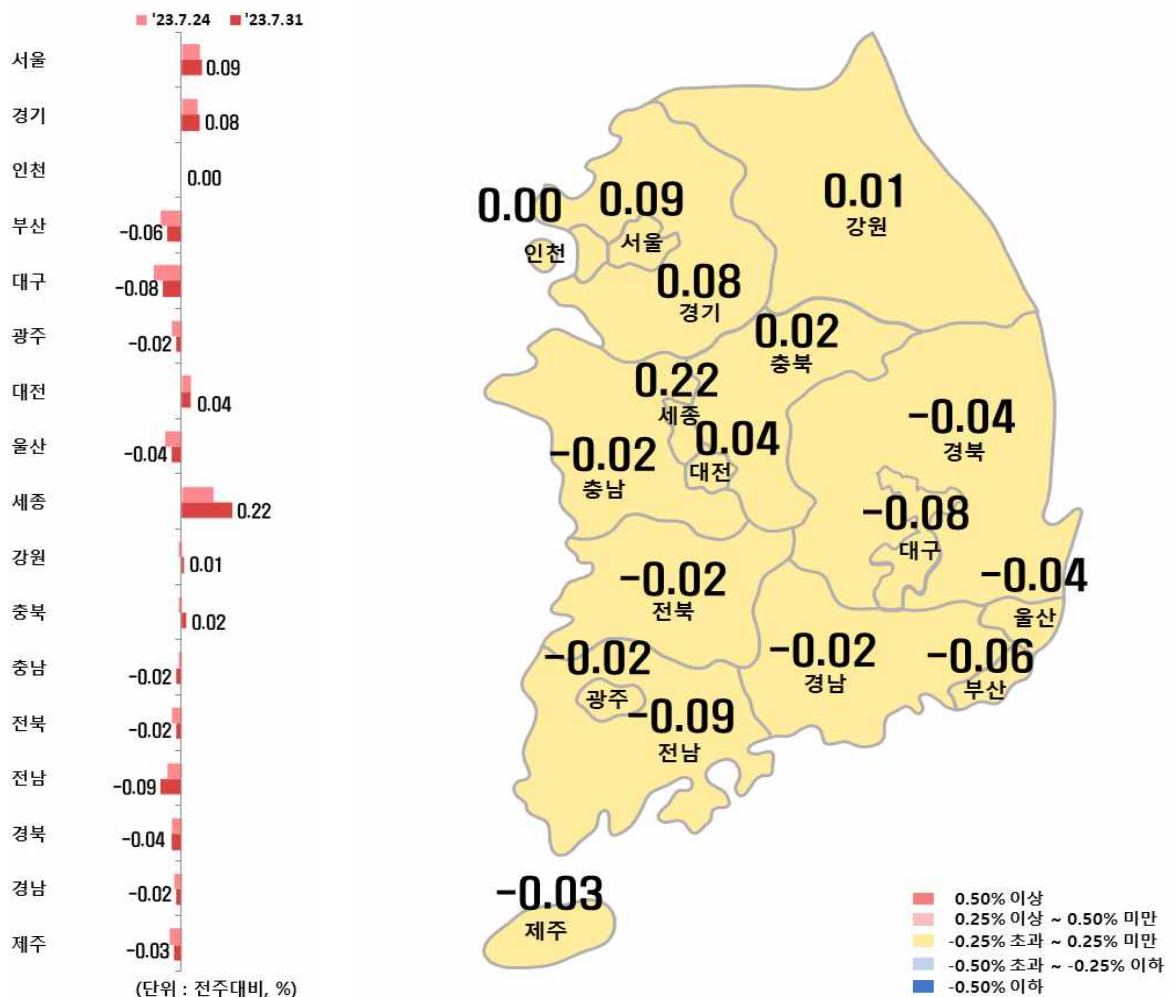 '23.7.24 '23.7.31
서울 0.09
경기 0.08
인천 0.00
부산 -0.06
대구 -0.08
광주 -0.02
대전 0.04
울산 -0.04
세종 0.22
강원 0.01
충북 0.02
충남 -0.02
전북 -0.02
전남 -0.09
경북 -0.04
경남 -0.02
제주 -0.03
(단위 : 전주대비, %)
0.01
강원
0.00
인천
0.09
서울
0.08
경기
0.02
충북
0.22
세종
-0.04
경북
0.04
대전
-0.02
충남
-0.08
대구
-0.04
울산
-0.02
전북
-0.02
경남
-0.06
부산
-0.02
광주
-0.09
전남
-0.03
제주
0.50% 이상
0.25% 이상 ~ 0.50% 미만
-0.25% 초과 ~ 0.25% 미만
-0.50% 초과 ~ -0.25% 이하
-0.50% 이하